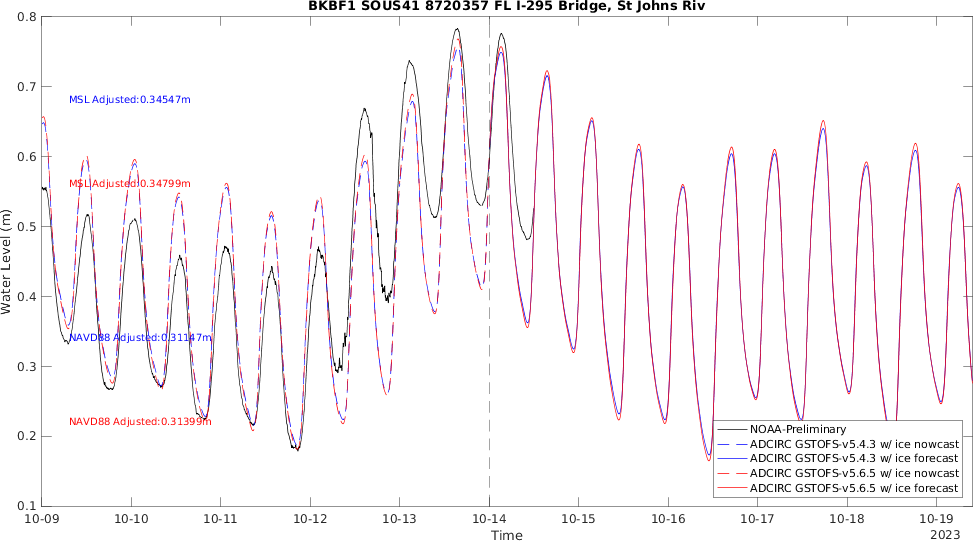 BKBF1 SOUS41 8720357 FL I-295 Bridge, St Johns Riv
0.8
0.7
0.6
0.5
0.4
0.3
0.2
0.1
Water Level (m)
MSL Adjusted:0.34547m
MSL Adjusted:0.34799m
NAVD88 Adjusted:0.31147m
NAVD88 Adjusted:0.31399m
NOAA-Preliminary
ADCIRC GSTOFS-v5.4.3 w/ ice nowcast
ADCIRC GSTOFS-v5.4.3 w/ ice forecast
ADCIRC GSTOFS-v5.6.5 w/ ice nowcast
ADCIRC GSTOFS-v5.6.5 w/ ice forecast
10-09 10-10 10-11 10-12 10-13 10-14 10-15 10-16 10-17 10-18 10-19
2023
Time